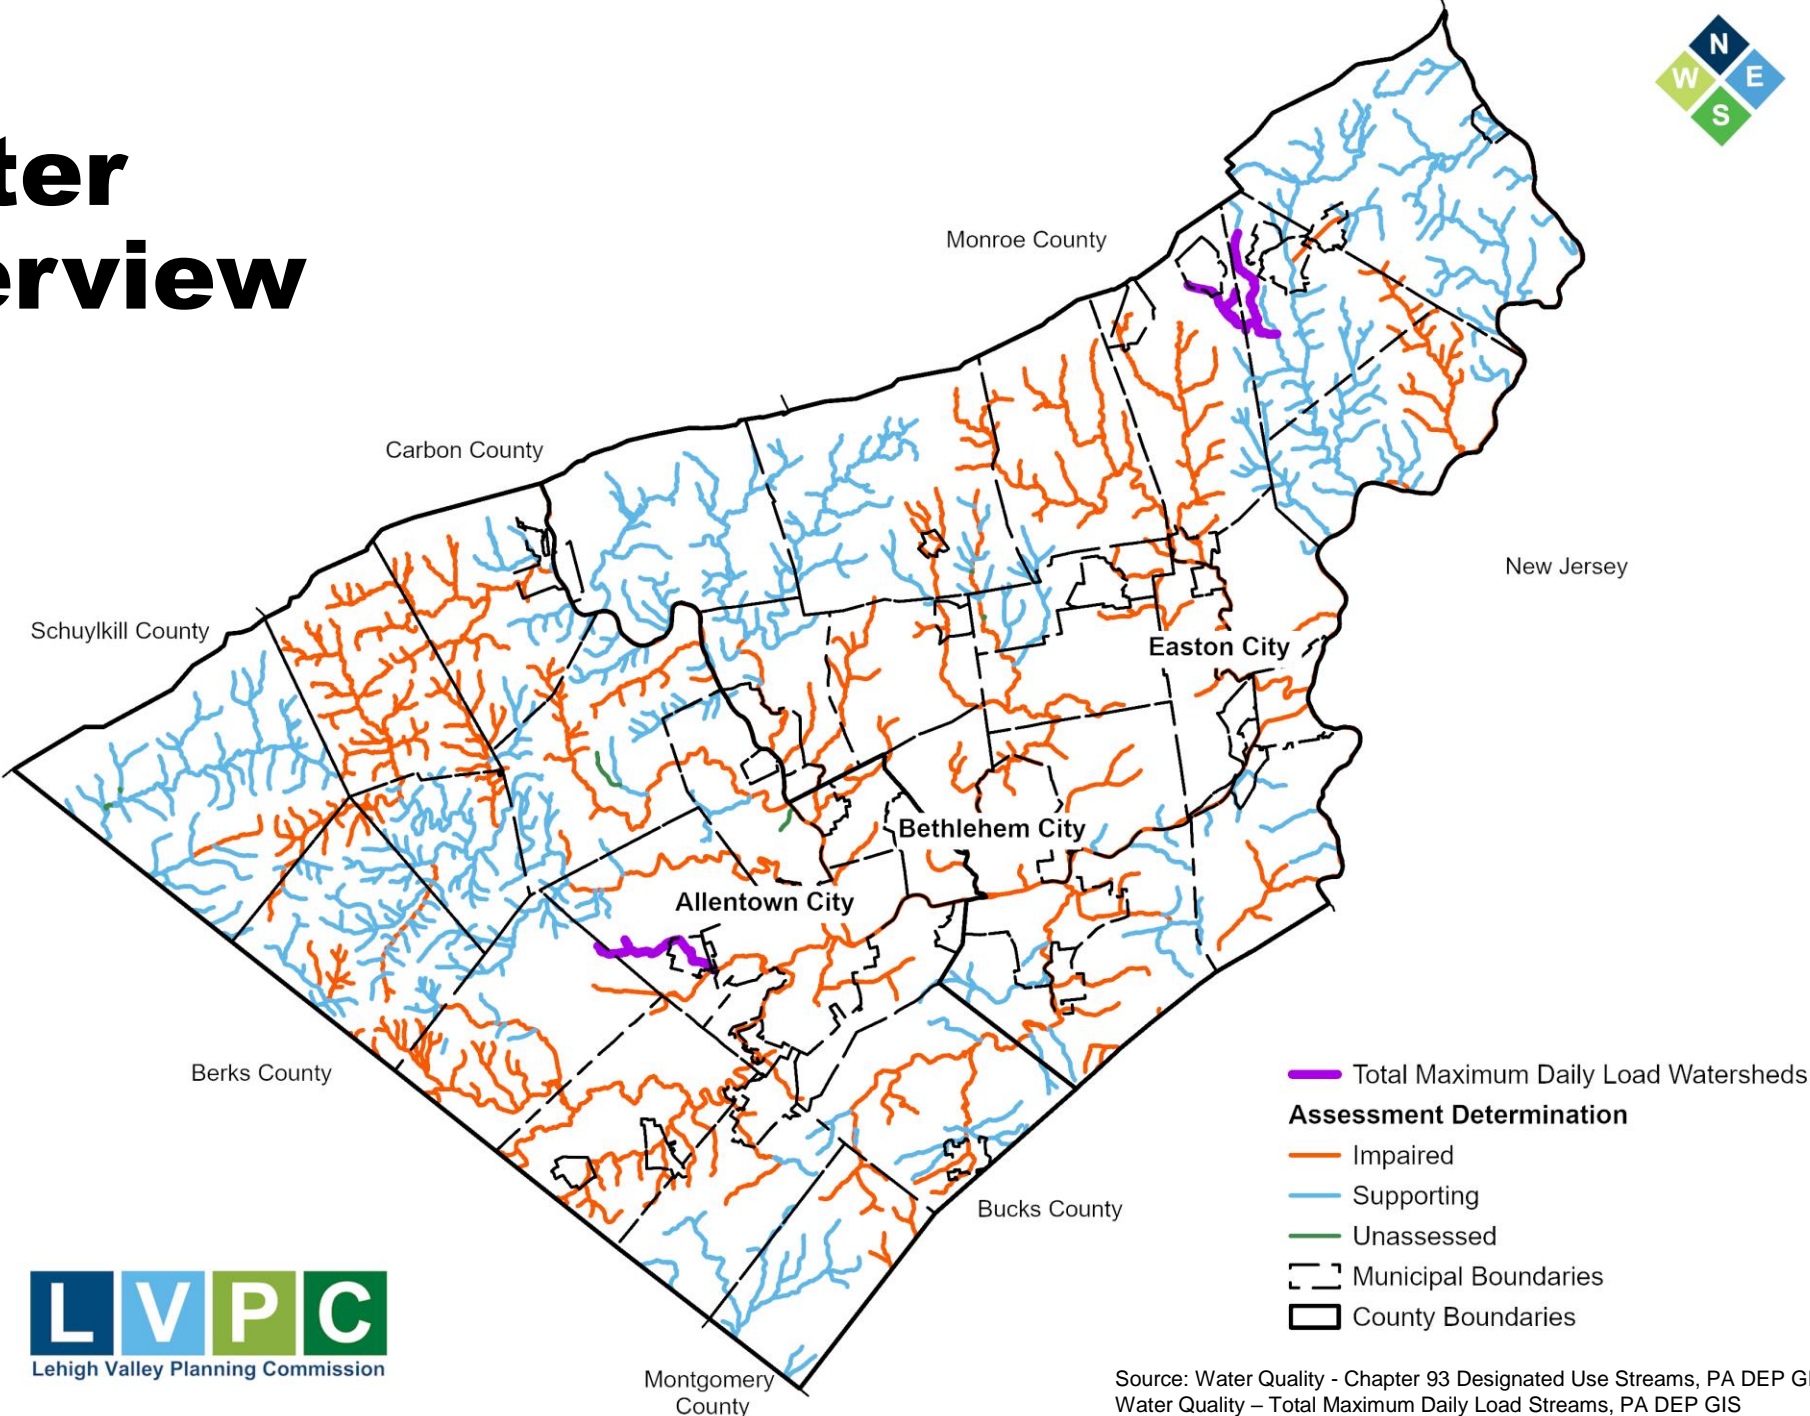 ter
erview
N
W E
S
Monroe County
Carbon County
New Jersey
Schuylkill County
Easton City
Bethlehem City
Allentown City
Berks County
Bucks County
Montgomery
County
Total Maximum Daily Load Watersheds
Assessment Determination
Impaired
Supporting
Unassessed
Municipal Boundaries
County Boundaries
L V P C
Lehigh Valley Planning Commission
Source: Water Quality - Chapter 93 Designated Use Streams, PA DEP GI
Water Quality – Total Maximum Daily Load Streams, PA DEP GIS